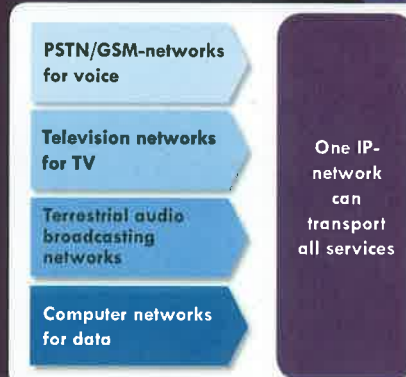 PSTN/GSM-networks
for voice
Television networks
for TV
Terrestrial audio
broadcasting
networks
Computer networks
for data
One IP-
network
can
transport
all services